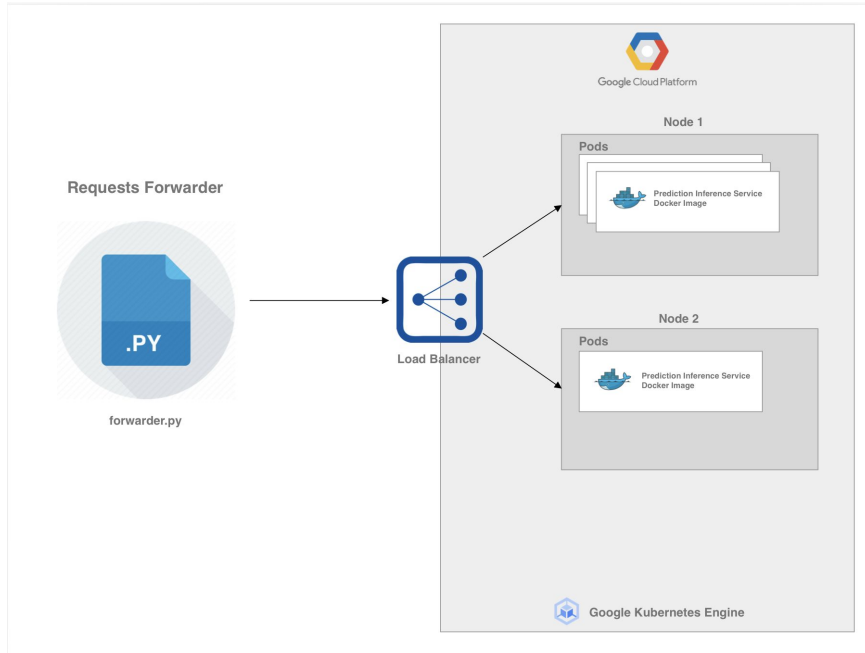 Google Cloud Platform
Node 1
Pods
Prediction Inference Service
Docker Image
Requests Forwarder
.PY
forwarder.py
Load Balancer
Node 2
Pods
Prediction Inference Service
Docker Image
Google Kubernetes Engine